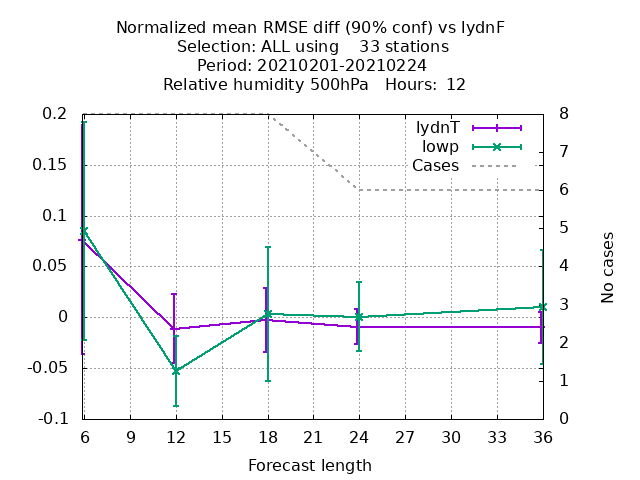 Normalized mean RMSE diff (90% conf) vs lydnF
Selection: ALL using    33 stations
Period: 20210201-20210224
Relative humidity 500hPa   Hours:  12
lydnT
lowp
Cases
0.2
0.15
0.1
0.05
0
-0.05
-0.1
8
7
6
5
4
3
2
1
0
No cases
6 9 12 15 18 21 24 27 30 33 36
Forecast length